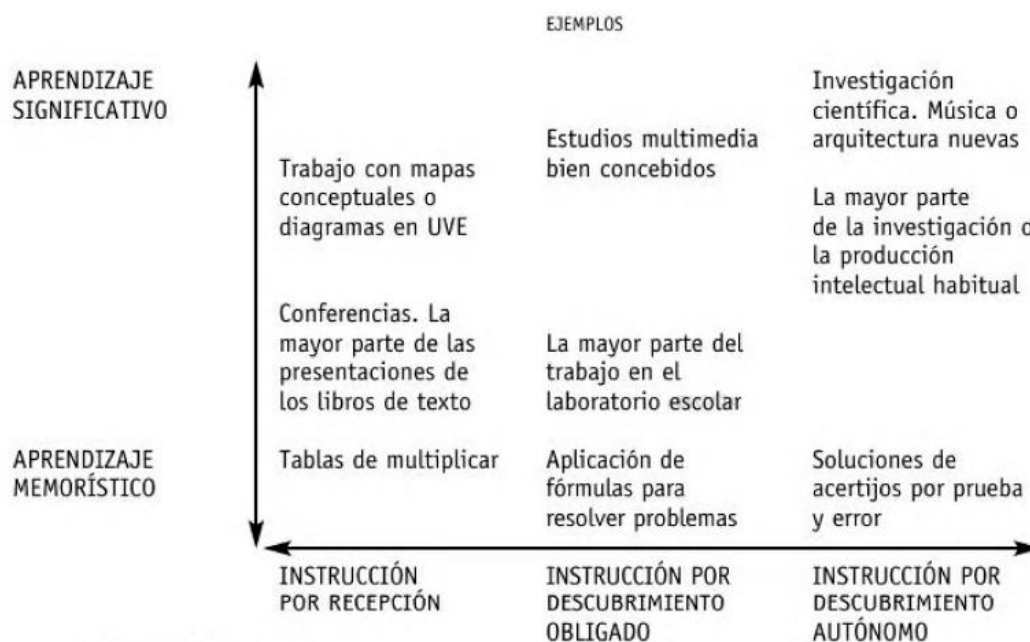 EJEMPLOS
APRENDIZAJE
SIGNIFICATIVO
Trabajo con mapas
conceptuales o
diagramas en UVE
Estudios multimedia
bien concebidos
Investigación
científica. Música o
arquitectura nuevas
La mayor parte
de la investigación o
la producción
intelectual habitual
Conferencias. La
mayor parte de las
presentaciones de
los libros de texto
La mayor parte del
trabajo en el
laboratorio escolar
APRENDIZAJE
MEMORÍSTICO
Tablas de multiplicar
Aplicación de
fórmulas para
resolver problemas
Soluciones de
acertijos por prueba
y error
INSTRUCCIÓN
POR RECEPCIÓN
INSTRUCCIÓN POR
DESCUBRIMIENTO
OBLIGADO
INSTRUCCIÓN POR
DESCUBRIMIENTO
AUTÓNOMO